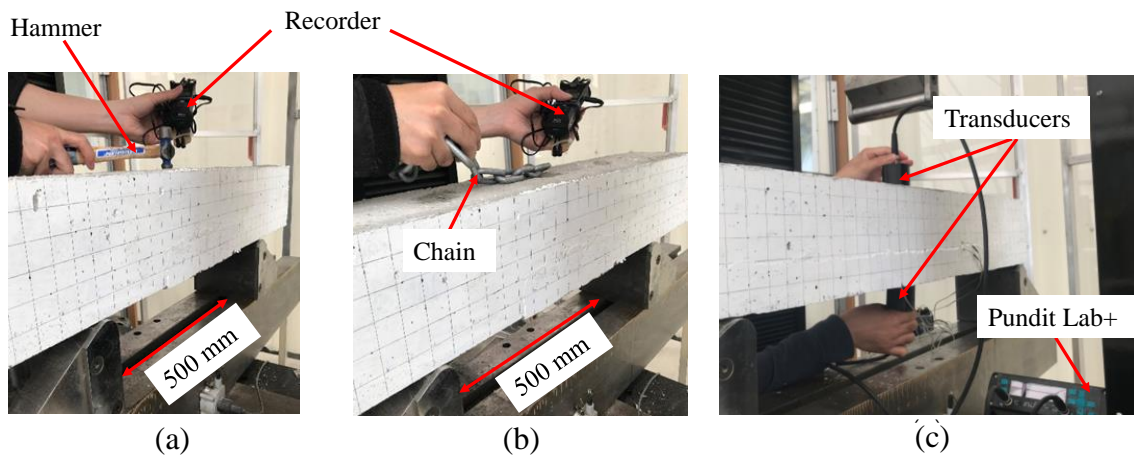 Hammer
Recorder
Transducers
Chain
Pundit Lab+
500 mm
500 mm
(a)
(b)
(c)